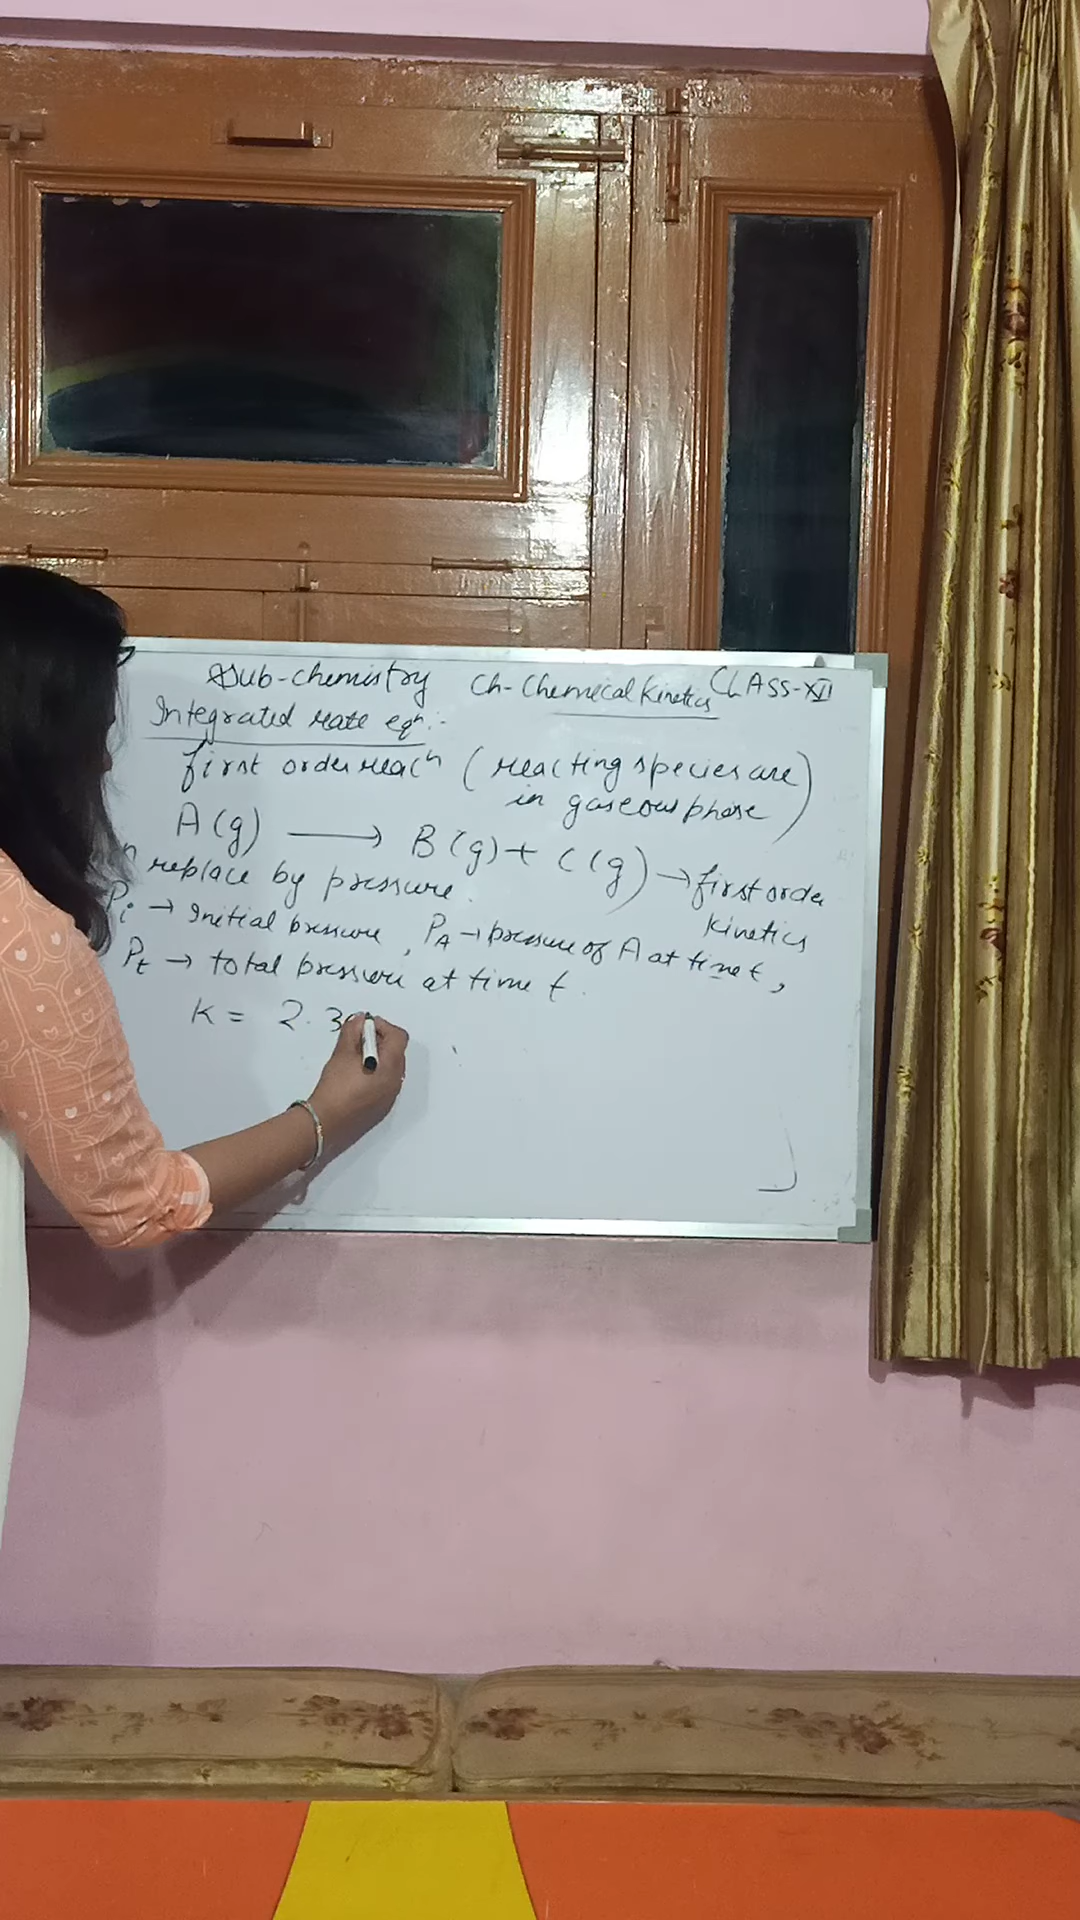 Sub-chemistry Ch-Chemical Kinetics CLASS-XII
Integrated rate eqⁿ:-
first order reacⁿ (reacting species are in gaseous phase)
A(g) ⟶ B(g) + C(g) → first order kinetics
replace by pressure.
Pi → Initial pressure, PA → pressure of A at time t,
Pt → total pressure at time t.
K = 2.30